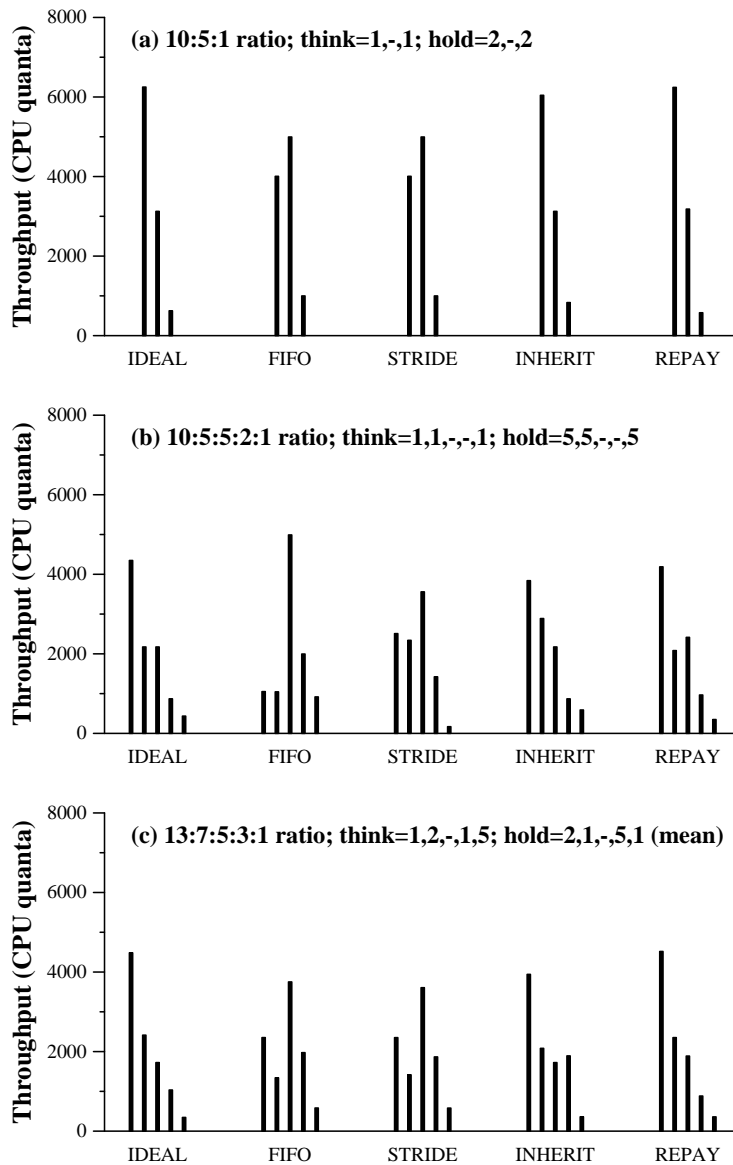 8000
(a) 10:5:1 ratio; think=1,-,1; hold=2,-,2
6000
4000
2000
0
Throughput (CPU quanta)
IDEAL FIFO STRIDE INHERIT REPAY
8000
(b) 10:5:5:2:1 ratio; think=1,1,-,-,1; hold=5,5,-,-,5
6000
4000
2000
0
Throughput (CPU quanta)
IDEAL FIFO STRIDE INHERIT REPAY
8000
(c) 13:7:5:3:1 ratio; think=1,2,-,1,5; hold=2,1,-,5,1 (mean)
6000
4000
2000
0
Throughput (CPU quanta)
IDEAL FIFO STRIDE INHERIT REPAY